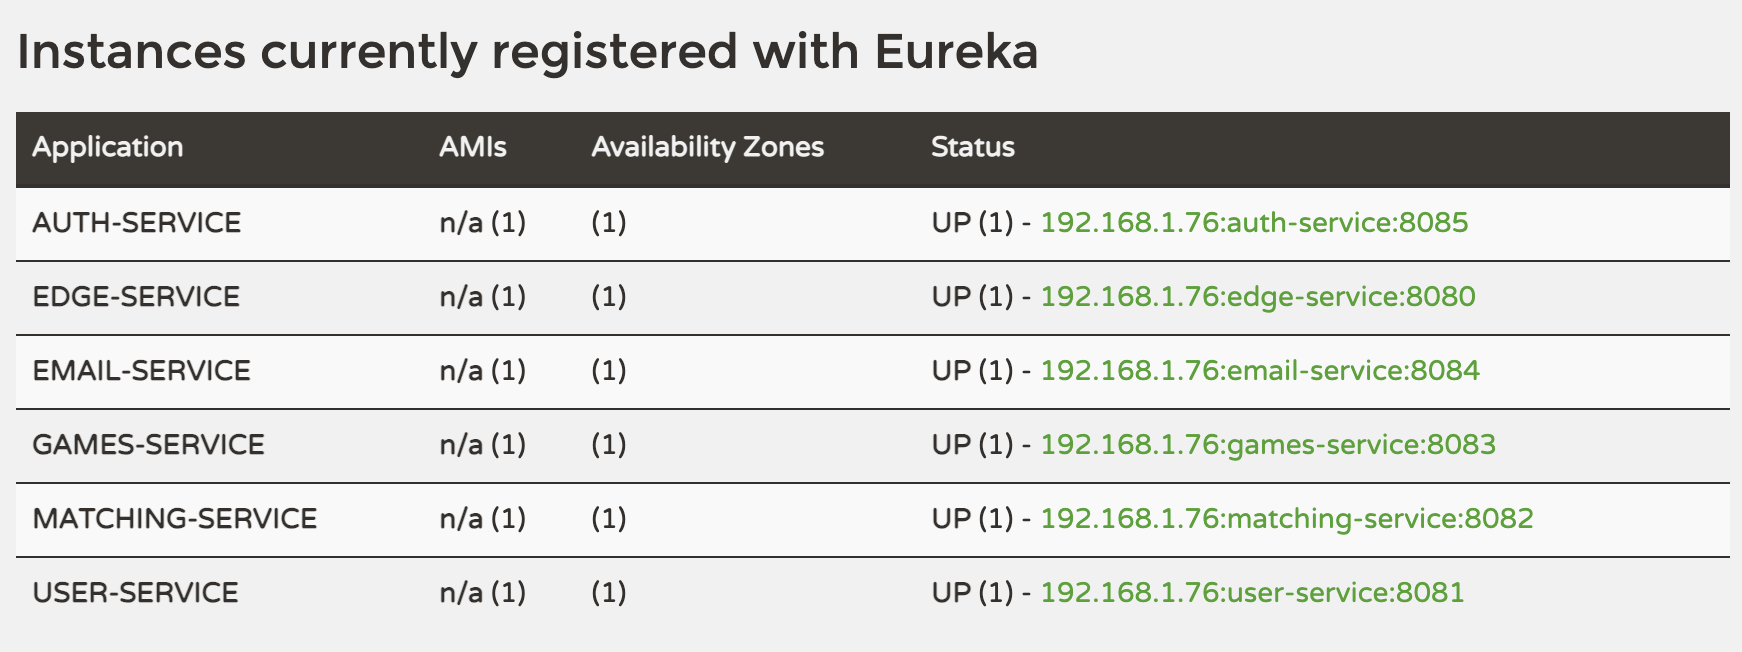 Instances currently registered with Eureka
Application AMIs Availability Zones Status
AUTH-SERVICE n/a (1) (1) UP (1) - 192.168.1.76:auth-service:8085
EDGE-SERVICE n/a (1) (1) UP (1) - 192.168.1.76:edge-service:8080
EMAIL-SERVICE n/a (1) (1) UP (1) - 192.168.1.76:email-service:8084
GAMES-SERVICE n/a (1) (1) UP (1) - 192.168.1.76:games-service:8083
MATCHING-SERVICE n/a (1) (1) UP (1) - 192.168.1.76:matching-service:8082
USER-SERVICE n/a (1) (1) UP (1) - 192.168.1.76:user-service:8081